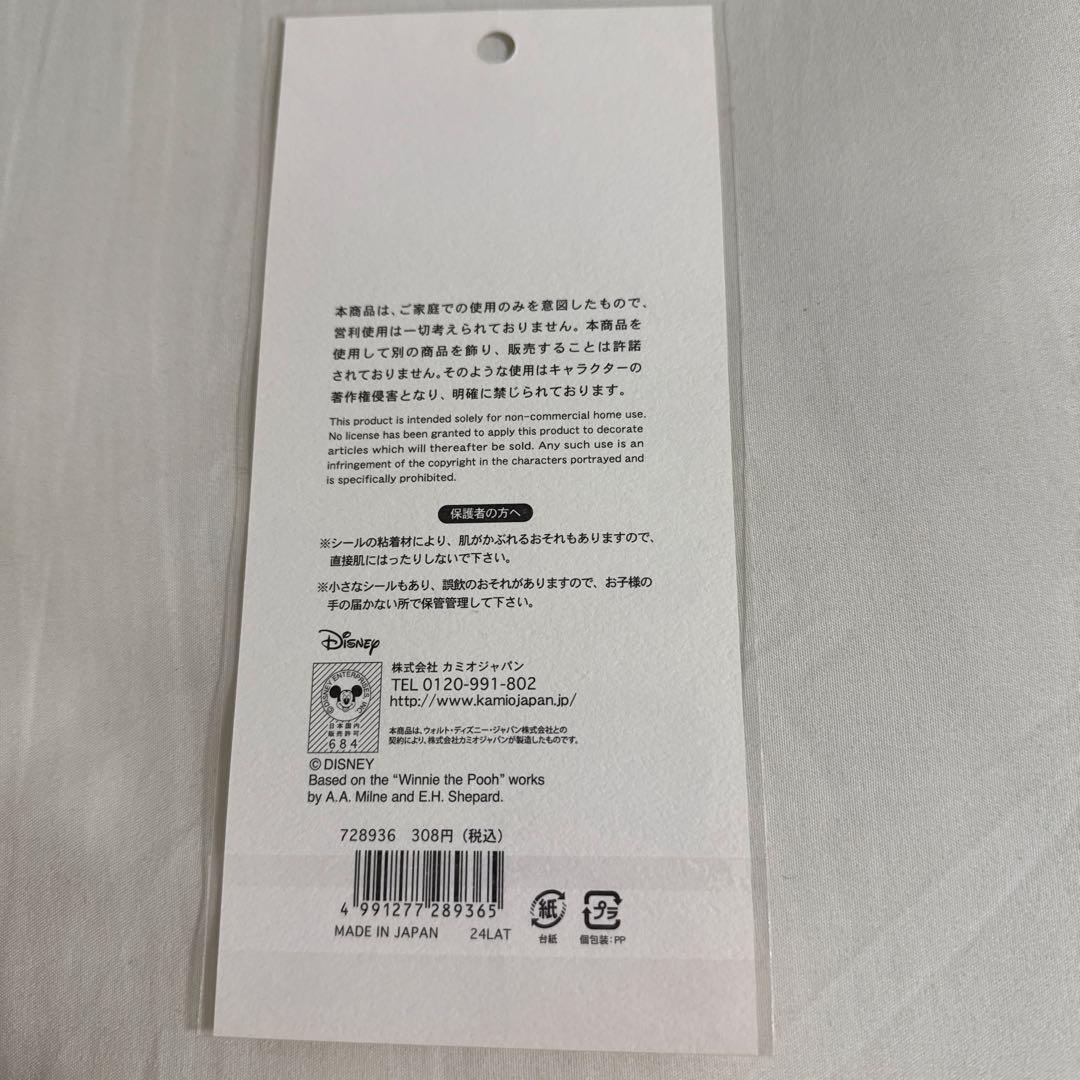 本商品は、ご家庭での使用のみを意図したもので、
営利使用は一切考えられておりません。本商品を
使用して別の商品を飾り、販売することは許諾
されておりません。そのような使用はキャラクターの
著作権侵害となり、明確に禁じられております。
This product is intended solely for non-commercial home use.
No license has been granted to apply this product to decorate
articles which will thereafter be sold. Any such use is an
infringement of the copyright in the characters portrayed and
is specifically prohibited.
保護者の方へ
※シールの粘着材により、肌がかぶれるおそれもありますので、
直接肌にはったりしないで下さい。
※小さなシールもあり、誤飲のおそれがありますので、お子様の
手の届かない所で保管管理して下さい。
Disney
©DISNEY ENTERPRISES, INC.
日本国内
販売許可
684
株式会社 カミオジャパン
TEL 0120-991-802
http://www.kamiojapan.jp/
本商品は、ウォルト・ディズニー・ジャパン株式会社との
契約により、株式会社カミオジャパンが製造したものです。
©DISNEY
Based on the “Winnie the Pooh” works
by A.A. Milne and E.H. Shepard.
728936 308円(税込)
4 991277 289365
MADE IN JAPAN 24LAT
紙
台紙
プラ
個包装:PP